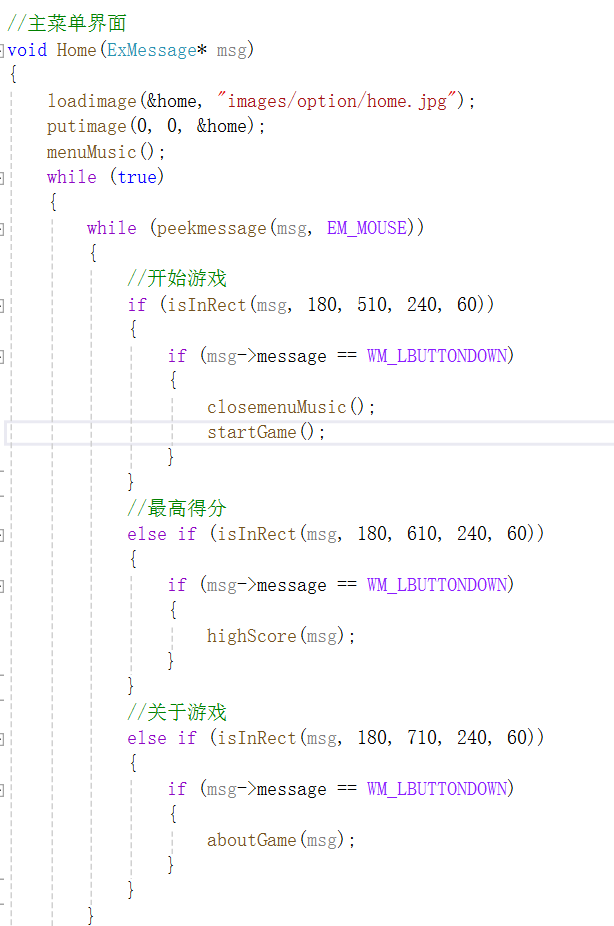 //主菜单界面
void Home(ExMessage* msg)
{
loadimage(&home, "images/option/home.jpg");
putimage(0, 0, &home);
menuMusic();
while (true)
{
while (peekmessage(msg, EM_MOUSE))
{
//开始游戏
if (isInRect(msg, 180, 510, 240, 60))
{
if (msg->message == WM_LBUTTONDOWN)
{
closemenuMusic();
startGame();
}
}
//最高得分
else if (isInRect(msg, 180, 610, 240, 60))
{
if (msg->message == WM_LBUTTONDOWN)
{
highScore(msg);
}
}
//关于游戏
else if (isInRect(msg, 180, 710, 240, 60))
{
if (msg->message == WM_LBUTTONDOWN)
{
aboutGame(msg);
}
}
}